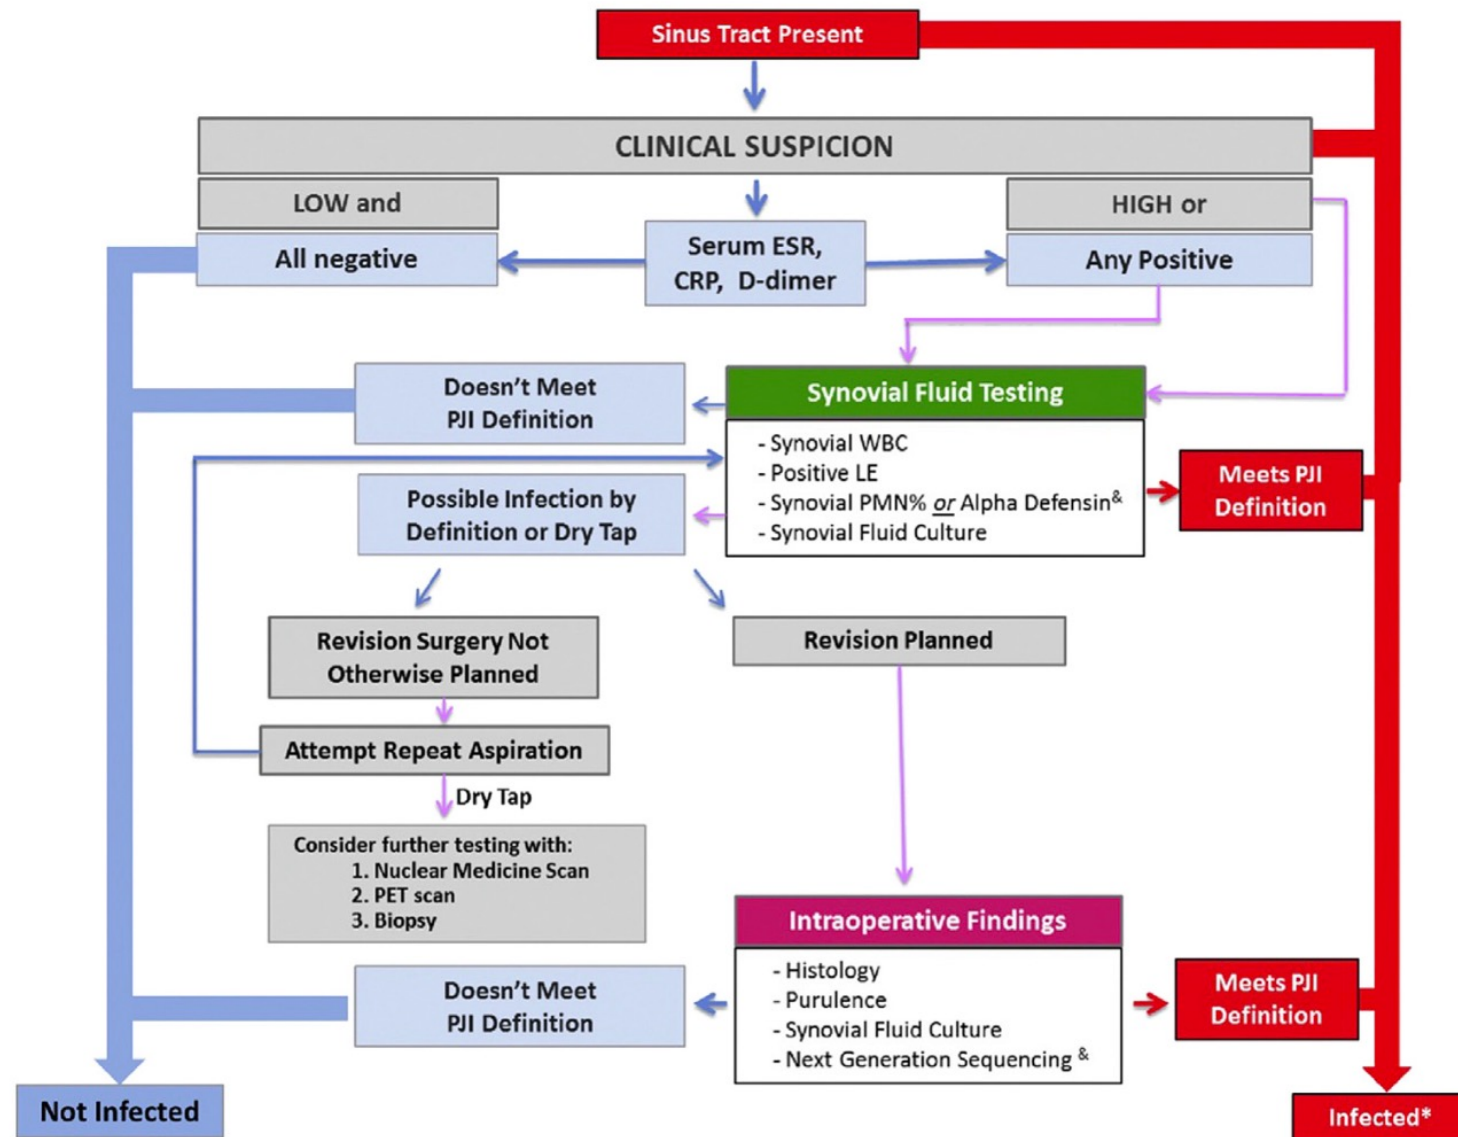 Sinus Tract Present
CLINICAL SUSPICION
LOW and
HIGH or
All negative
Serum ESR,
CRP, D-dimer
Any Positive
Doesn't Meet
PJI Definition
Synovial Fluid Testing
- Synovial WBC
- Positive LE
- Synovial PMN% or Alpha Defensin&
- Synovial Fluid Culture
Meets PJI
Definition
Possible Infection by
Definition or Dry Tap
Revision Surgery Not
Otherwise Planned
Revision Planned
Attempt Repeat Aspiration
Dry Tap
Consider further testing with:
1. Nuclear Medicine Scan
2. PET scan
3. Biopsy
Intraoperative Findings
- Histology
- Purulence
- Synovial Fluid Culture
- Next Generation Sequencing &
Doesn't Meet
PJI Definition
Meets PJI
Definition
Not Infected
Infected*